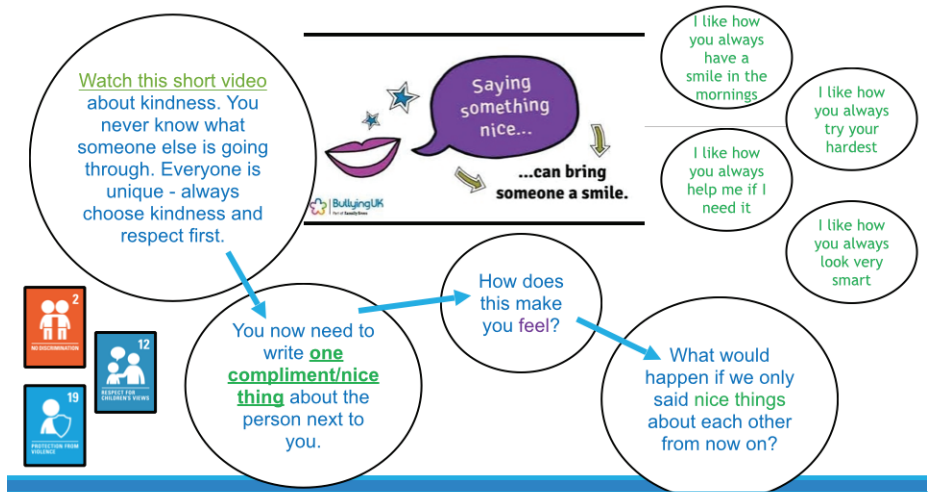 Watch this short video
about kindness. You
never know what
someone else is going
through. Everyone is
unique - always
choose kindness and
respect first.
Saying
something
nice...
...can bring
someone a smile.
BullyingUK
Part of Family Lives
I like how
you always
have a
smile in the
mornings
I like how
you always
try your
hardest
I like how
you always
help me if I
need it
I like how
you always
look very
smart
2
NO DISCRIMINATION
12
RESPECT FOR
CHILDREN'S VIEWS
19
PROTECTION FROM
VIOLENCE
You now need to
write one
compliment/nice
thing about the
person next to
you.
How does
this make
you feel?
What would
happen if we only
said nice things
about each other
from now on?